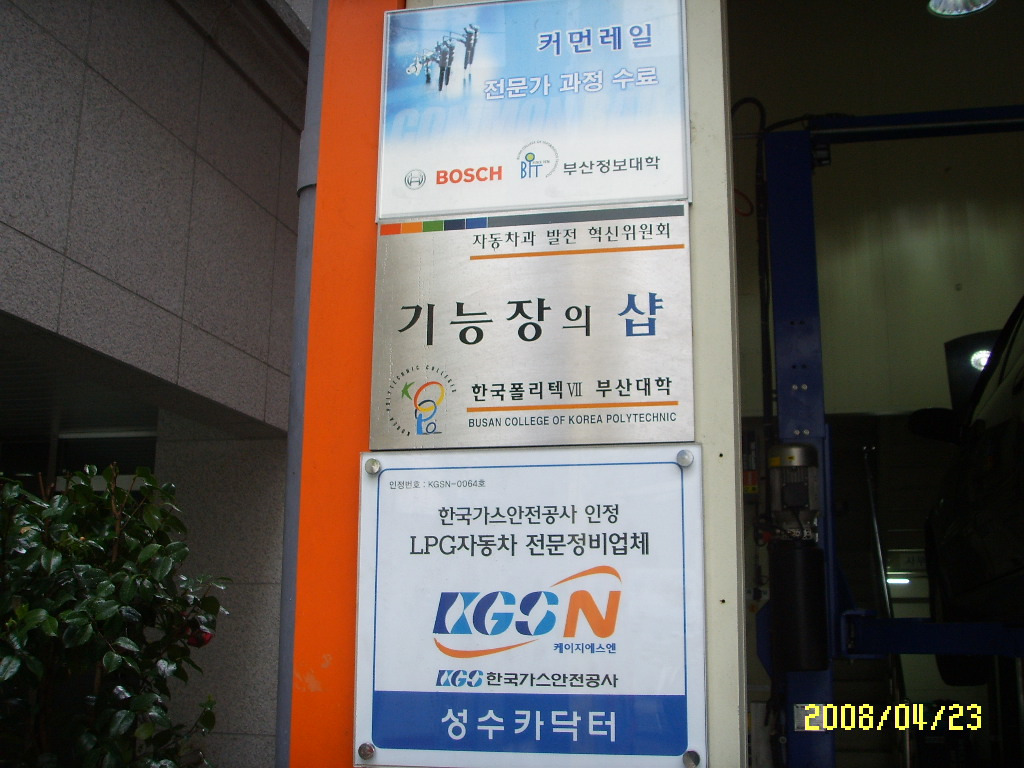 커먼레일
전문가 과정 수료
BOSCH BIT 부산정보대학
자동차과 발전 혁신위원회
기능장의 샵
한국폴리텍 VII 부산대학
BUSAN COLLEGE OF KOREA POLYTECHNIC
인정번호 : KGSN-0064호
한국가스안전공사 인정
LPG자동차 전문정비업체
KGSN
케이지에스엔
KGS 한국가스안전공사
성수카닥터
2008/04/23